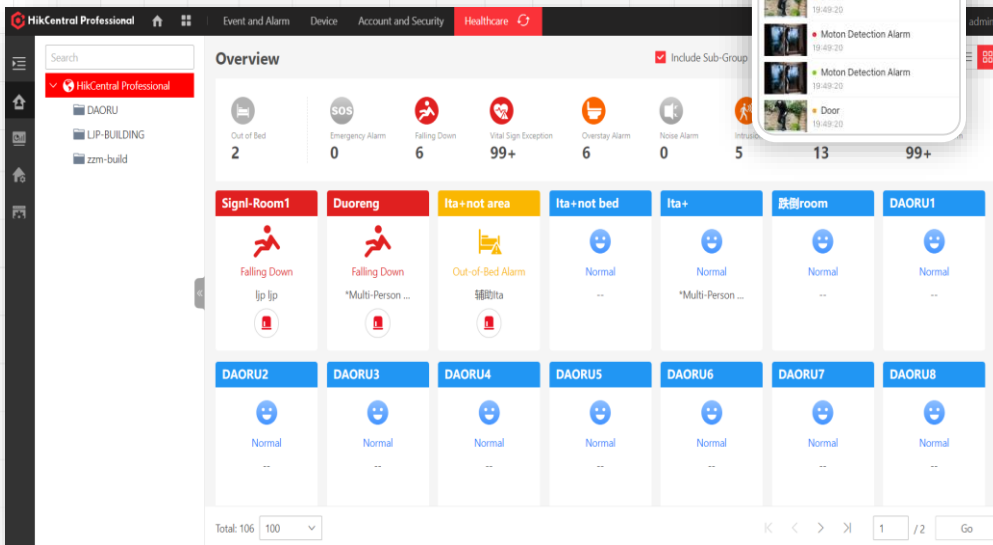 HikCentral Professional
Event and Alarm
Device
Account and Security
Healthcare
admin
19:49:20
Moton Detection Alarm
19:49:20
Moton Detection Alarm
19:49:20
Door
19:49:20
Search
HikCentral Professional
DAORU
LJP-BUILDING
zzm-build
Overview
Include Sub-Group
SOS
Out of Bed
2
Emergency Alarm
0
Falling Down
6
Vital Sign Exception
99+
Overstay Alarm
6
Noise Alarm
0
5
13
99+
Signl-Room1
Falling Down
ljp ljp
Duoreng
Falling Down
*Multi-Person ...
Ita+not area
Out-of-Bed Alarm
辅助Ita
Ita+not bed
Normal
--
Ita+
Normal
*Multi-Person ...
跌倒room
Normal
--
DAORU1
Normal
--
DAORU2
Normal
--
DAORU3
Normal
--
DAORU4
Normal
--
DAORU5
Normal
--
DAORU6
Normal
--
DAORU7
Normal
--
DAORU8
Normal
--
Total: 106
100
1
/ 2
Go